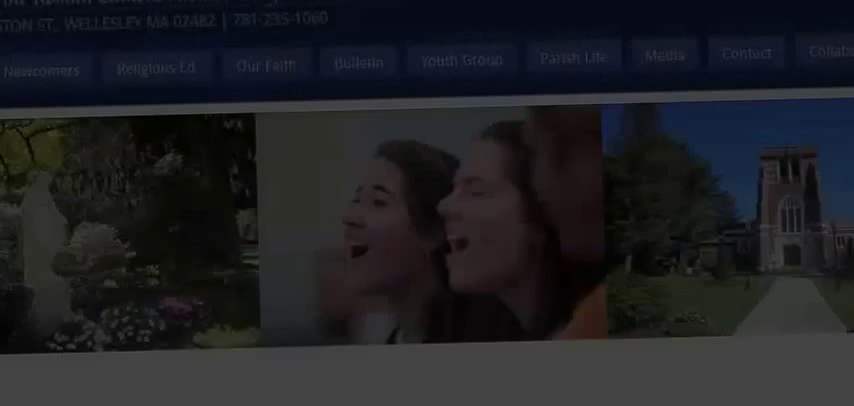 STON ST., WELLESLEY MA 02482 | 781-235-1060
Newcomers Religious Ed Our Faith Bulletin Youth Group Parish Life Media Contact Collabo